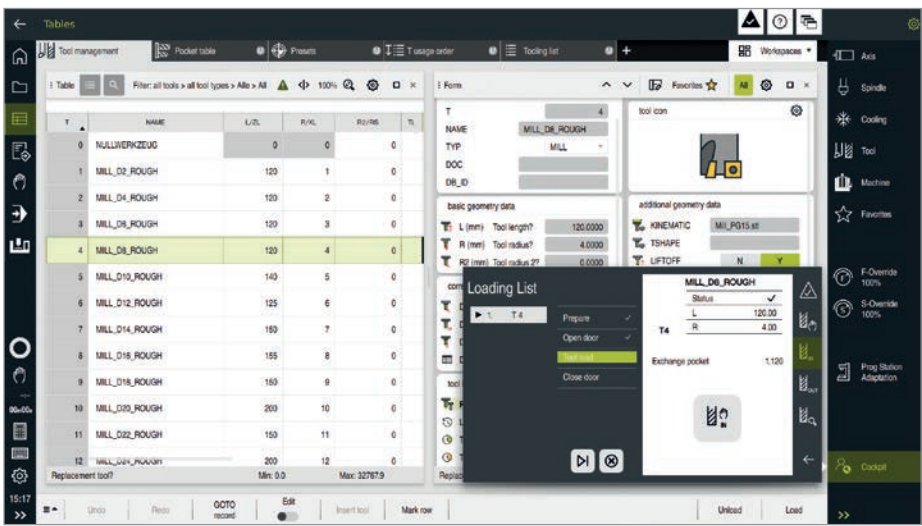 Tables
Tool management
Pocket table
Presets
T usage order
Tooling list
Workspaces
Table
Filter: all tools > all tool types > Alle > All
100%
T NAME L/ZL R/XL R2/RS TL
0 NULLWERKZEUG 0 0 0
1 MILL_D2_ROUGH 120 1 0
2 MILL_D4_ROUGH 120 2 0
3 MILL_D6_ROUGH 120 3 0
4 MILL_D8_ROUGH 120 4 0
5 MILL_D10_ROUGH 140 5 0
6 MILL_D12_ROUGH 125 6 0
7 MILL_D14_ROUGH 150 7 0
8 MILL_D16_ROUGH 155 8 0
9 MILL_D18_ROUGH 150 9 0
10 MILL_D20_ROUGH 200 10 0
11 MILL_D22_ROUGH 150 11 0
12 MILL_D24_ROUGH 200 12 0
Replacement tool? Min: 0.0 Max: 32767.9
Form
Favorites
All
T 4
NAME MILL_D8_ROUGH
TYP MILL
DOC
DB_ID
basic geometry data
L (mm) Tool length? 120.0000
R (mm) Tool radius? 4.0000
R2 (mm) Tool radius 2? 0.0000
tool icon
additional geometry data
KINEMATIC
TSHAPE
LIFTOFF N Y
Loading List
1. T 4
Prepare
Open door
Tool load
Close door
MILL_D8_ROUGH
Status
T4
L 120.00
R 4.00
Exchange pocket 1.120
IN
IN
OUT
Axis
Spindle
Cooling
Tool
Machine
Favorites
F-Override
100%
S-Override
100%
Prog Station
Adaptation
Cockpit
15:17
Undo
Redo
GOTO
record
Edit
Insert tool
Mark row
Unload
Load